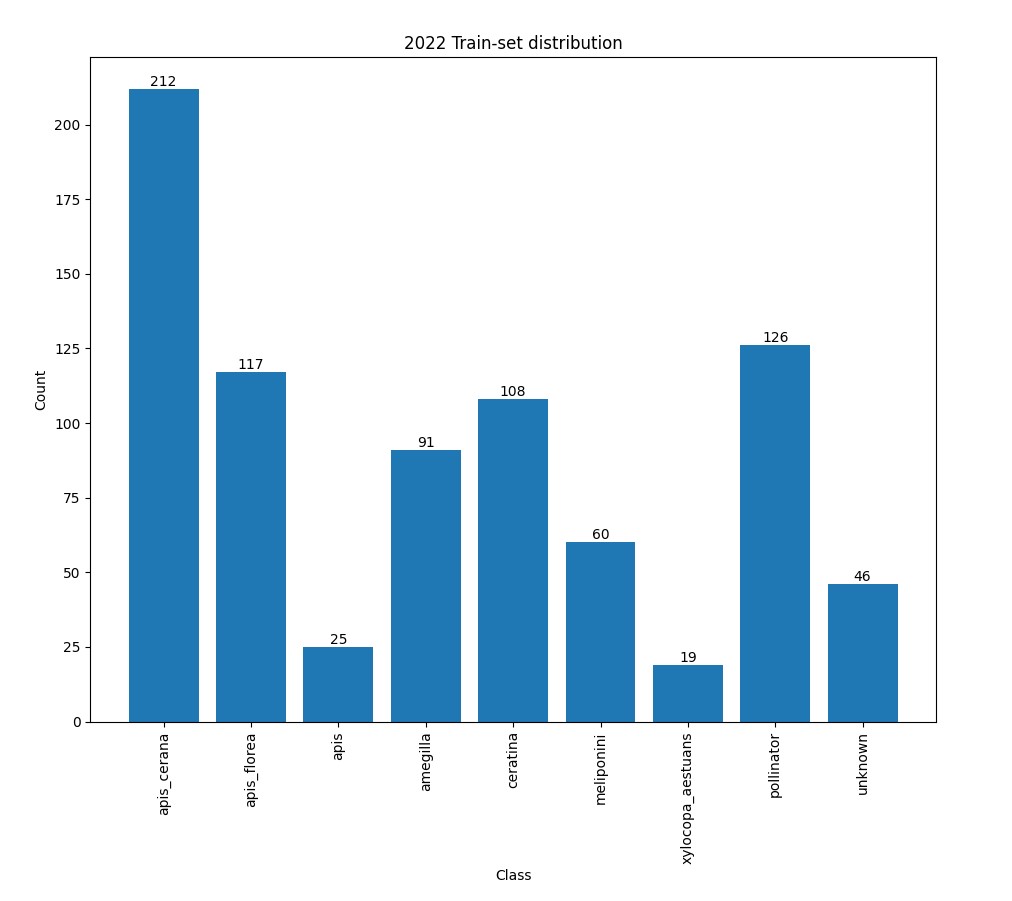 2022 Train-set distribution
212
200
175
150
126
125
117
108
Count
100
91
75
60
50
46
25
25
19
0
apis_cerana
apis_florea
apis
amegilla
ceratina
meliponini
xylocopa_aestuans
pollinator
unknown
Class